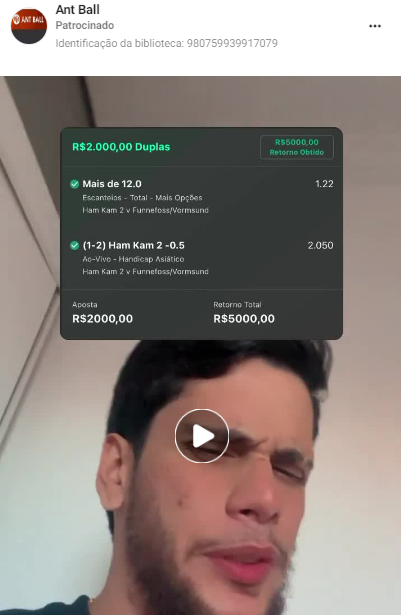 Ant Ball
ANT BALL
Patrocinado
Identificação da biblioteca: 980759939917079
R$2.000,00 Duplas
R$5000,00
Retorno Obtido
Mais de 12.0
1.22
Escanteios - Total - Mais Opções
Ham Kam 2 v Funnefoss/Vormsund
(1-2) Ham Kam 2 -0.5
2.050
Ao-Vivo - Handicap Asiático
Ham Kam 2 v Funnefoss/Vormsund
Aposta
Retorno Total
R$2000,00
R$5000,00